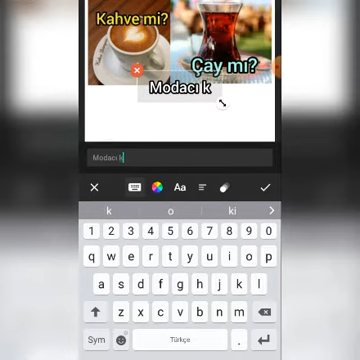 Kahve mi?
Çay mı?
Modacı k
Modacı k
k o ki
1 2 3 4 5 6 7 8 9 0
q w e r t y u i o p
a s d f g h j k l
z x c v b n m
Sym Türkçe .
Aa